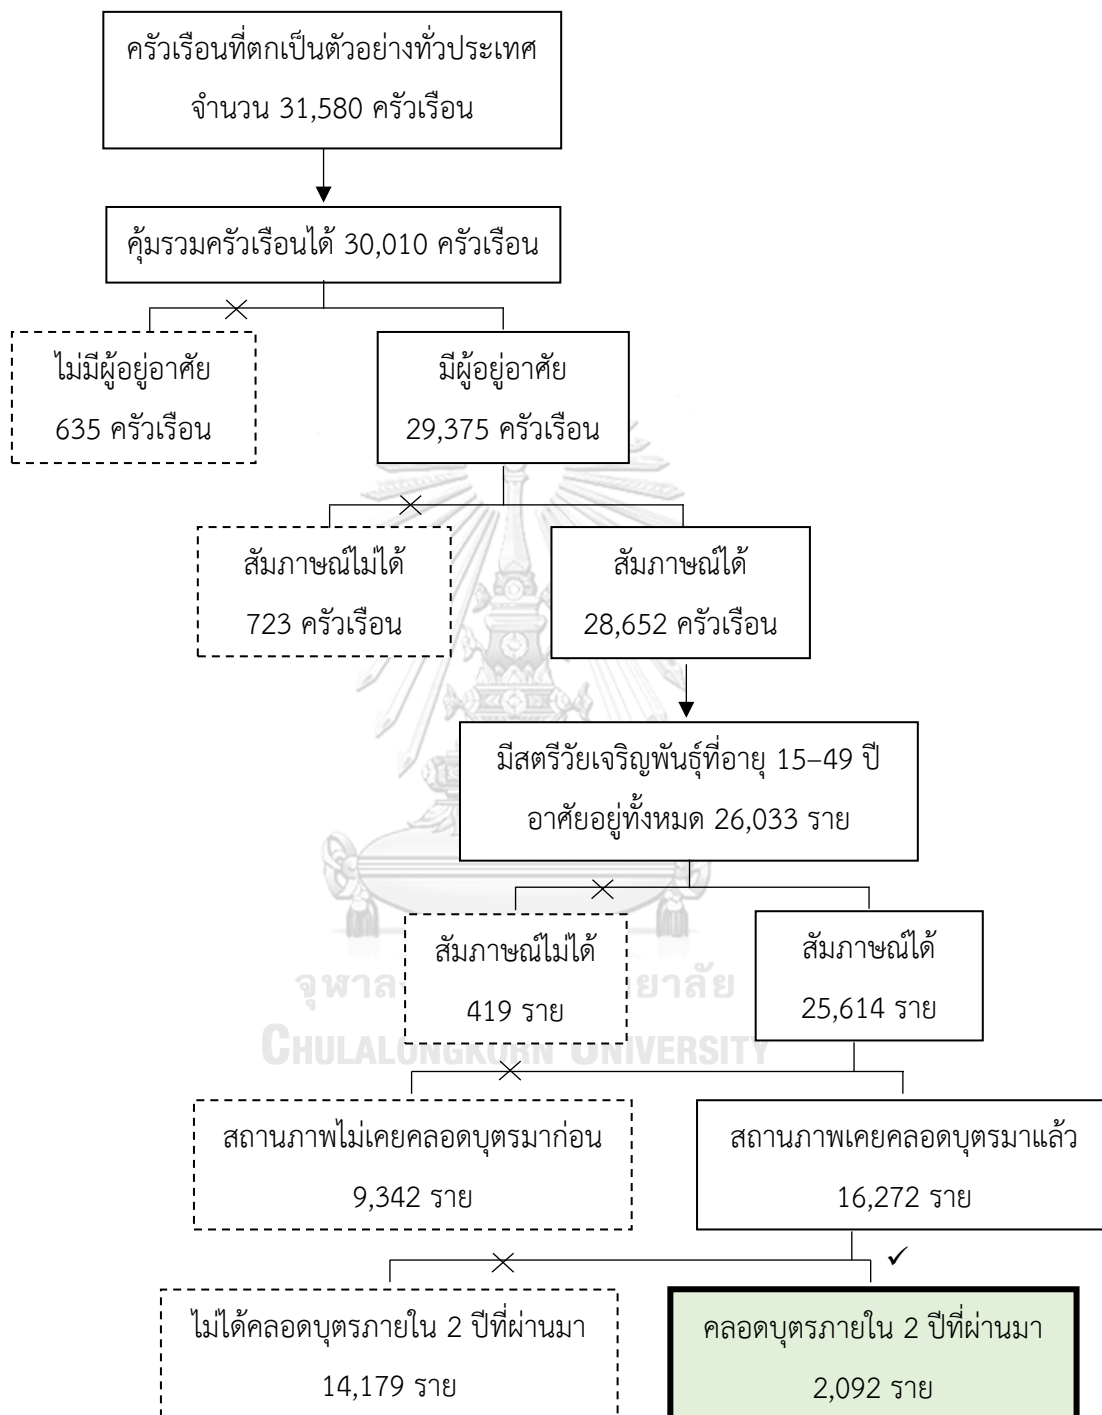 ครัวเรือนที่ตกเป็นตัวอย่างทั่วประเทศ
จำนวน 31,580 ครัวเรือน
คุ้มรวมครัวเรือนได้ 30,010 ครัวเรือน
ไม่มีผู้อยู่อาศัย
635 ครัวเรือน
มีผู้อยู่อาศัย
29,375 ครัวเรือน
สัมภาษณ์ไม่ได้
723 ครัวเรือน
สัมภาษณ์ได้
28,652 ครัวเรือน
มีสตรีวัยเจริญพันธุ์ที่อายุ 15–49 ปี
อาศัยอยู่ทั้งหมด 26,033 ราย
สัมภาษณ์ไม่ได้
419 ราย
สัมภาษณ์ได้
25,614 ราย
CHULALONGKORN UNIVERSITY
สถานภาพไม่เคยคลอดบุตรมาก่อน
9,342 ราย
สถานภาพเคยคลอดบุตรมาแล้ว
16,272 ราย
ไม่ได้คลอดบุตรภายใน 2 ปีที่ผ่านมา
14,179 ราย
คลอดบุตรภายใน 2 ปีที่ผ่านมา
2,092 ราย